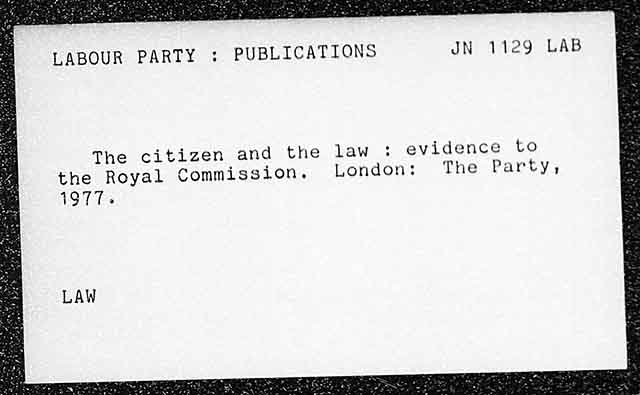 LABOUR PARTY : PUBLICATIONS JN 1129 LAB
The citizen and the law : evidence to
the Royal Commission. London: The Party,
1977.
LAW